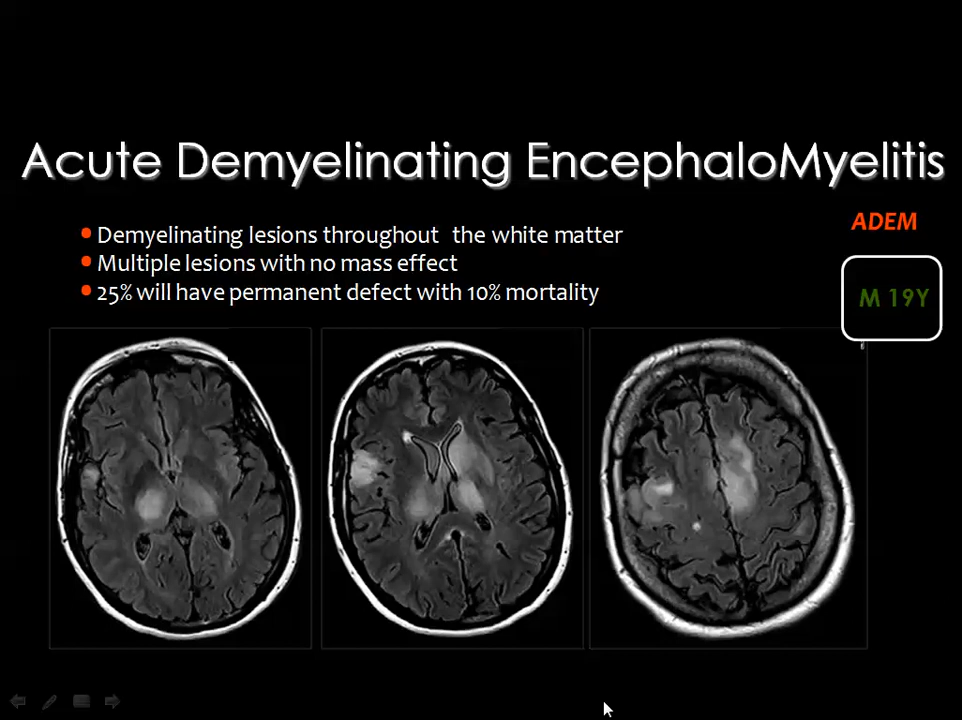 Acute Demyelinating EncephaloMyelitis
ADEM
• Demyelinating lesions throughout the white matter
• Multiple lesions with no mass effect
• 25% will have permanent defect with 10% mortality
M 19Y